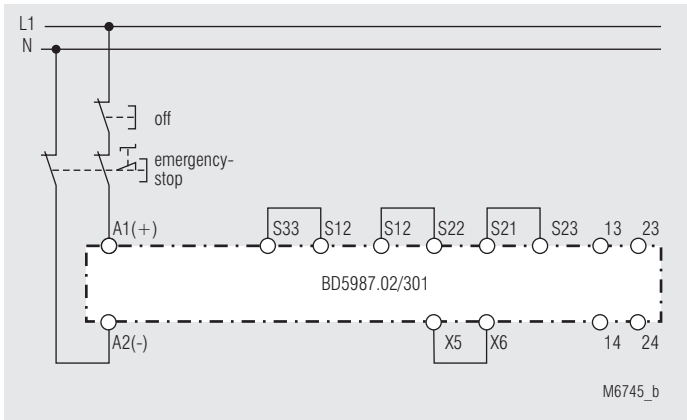 L1
N
off
emergency-
stop
A1(+) S33 S12 S12 S22 S21 S23 13 23
BD5987.02/301
A2(-) X5 X6 14 24
M6745_b